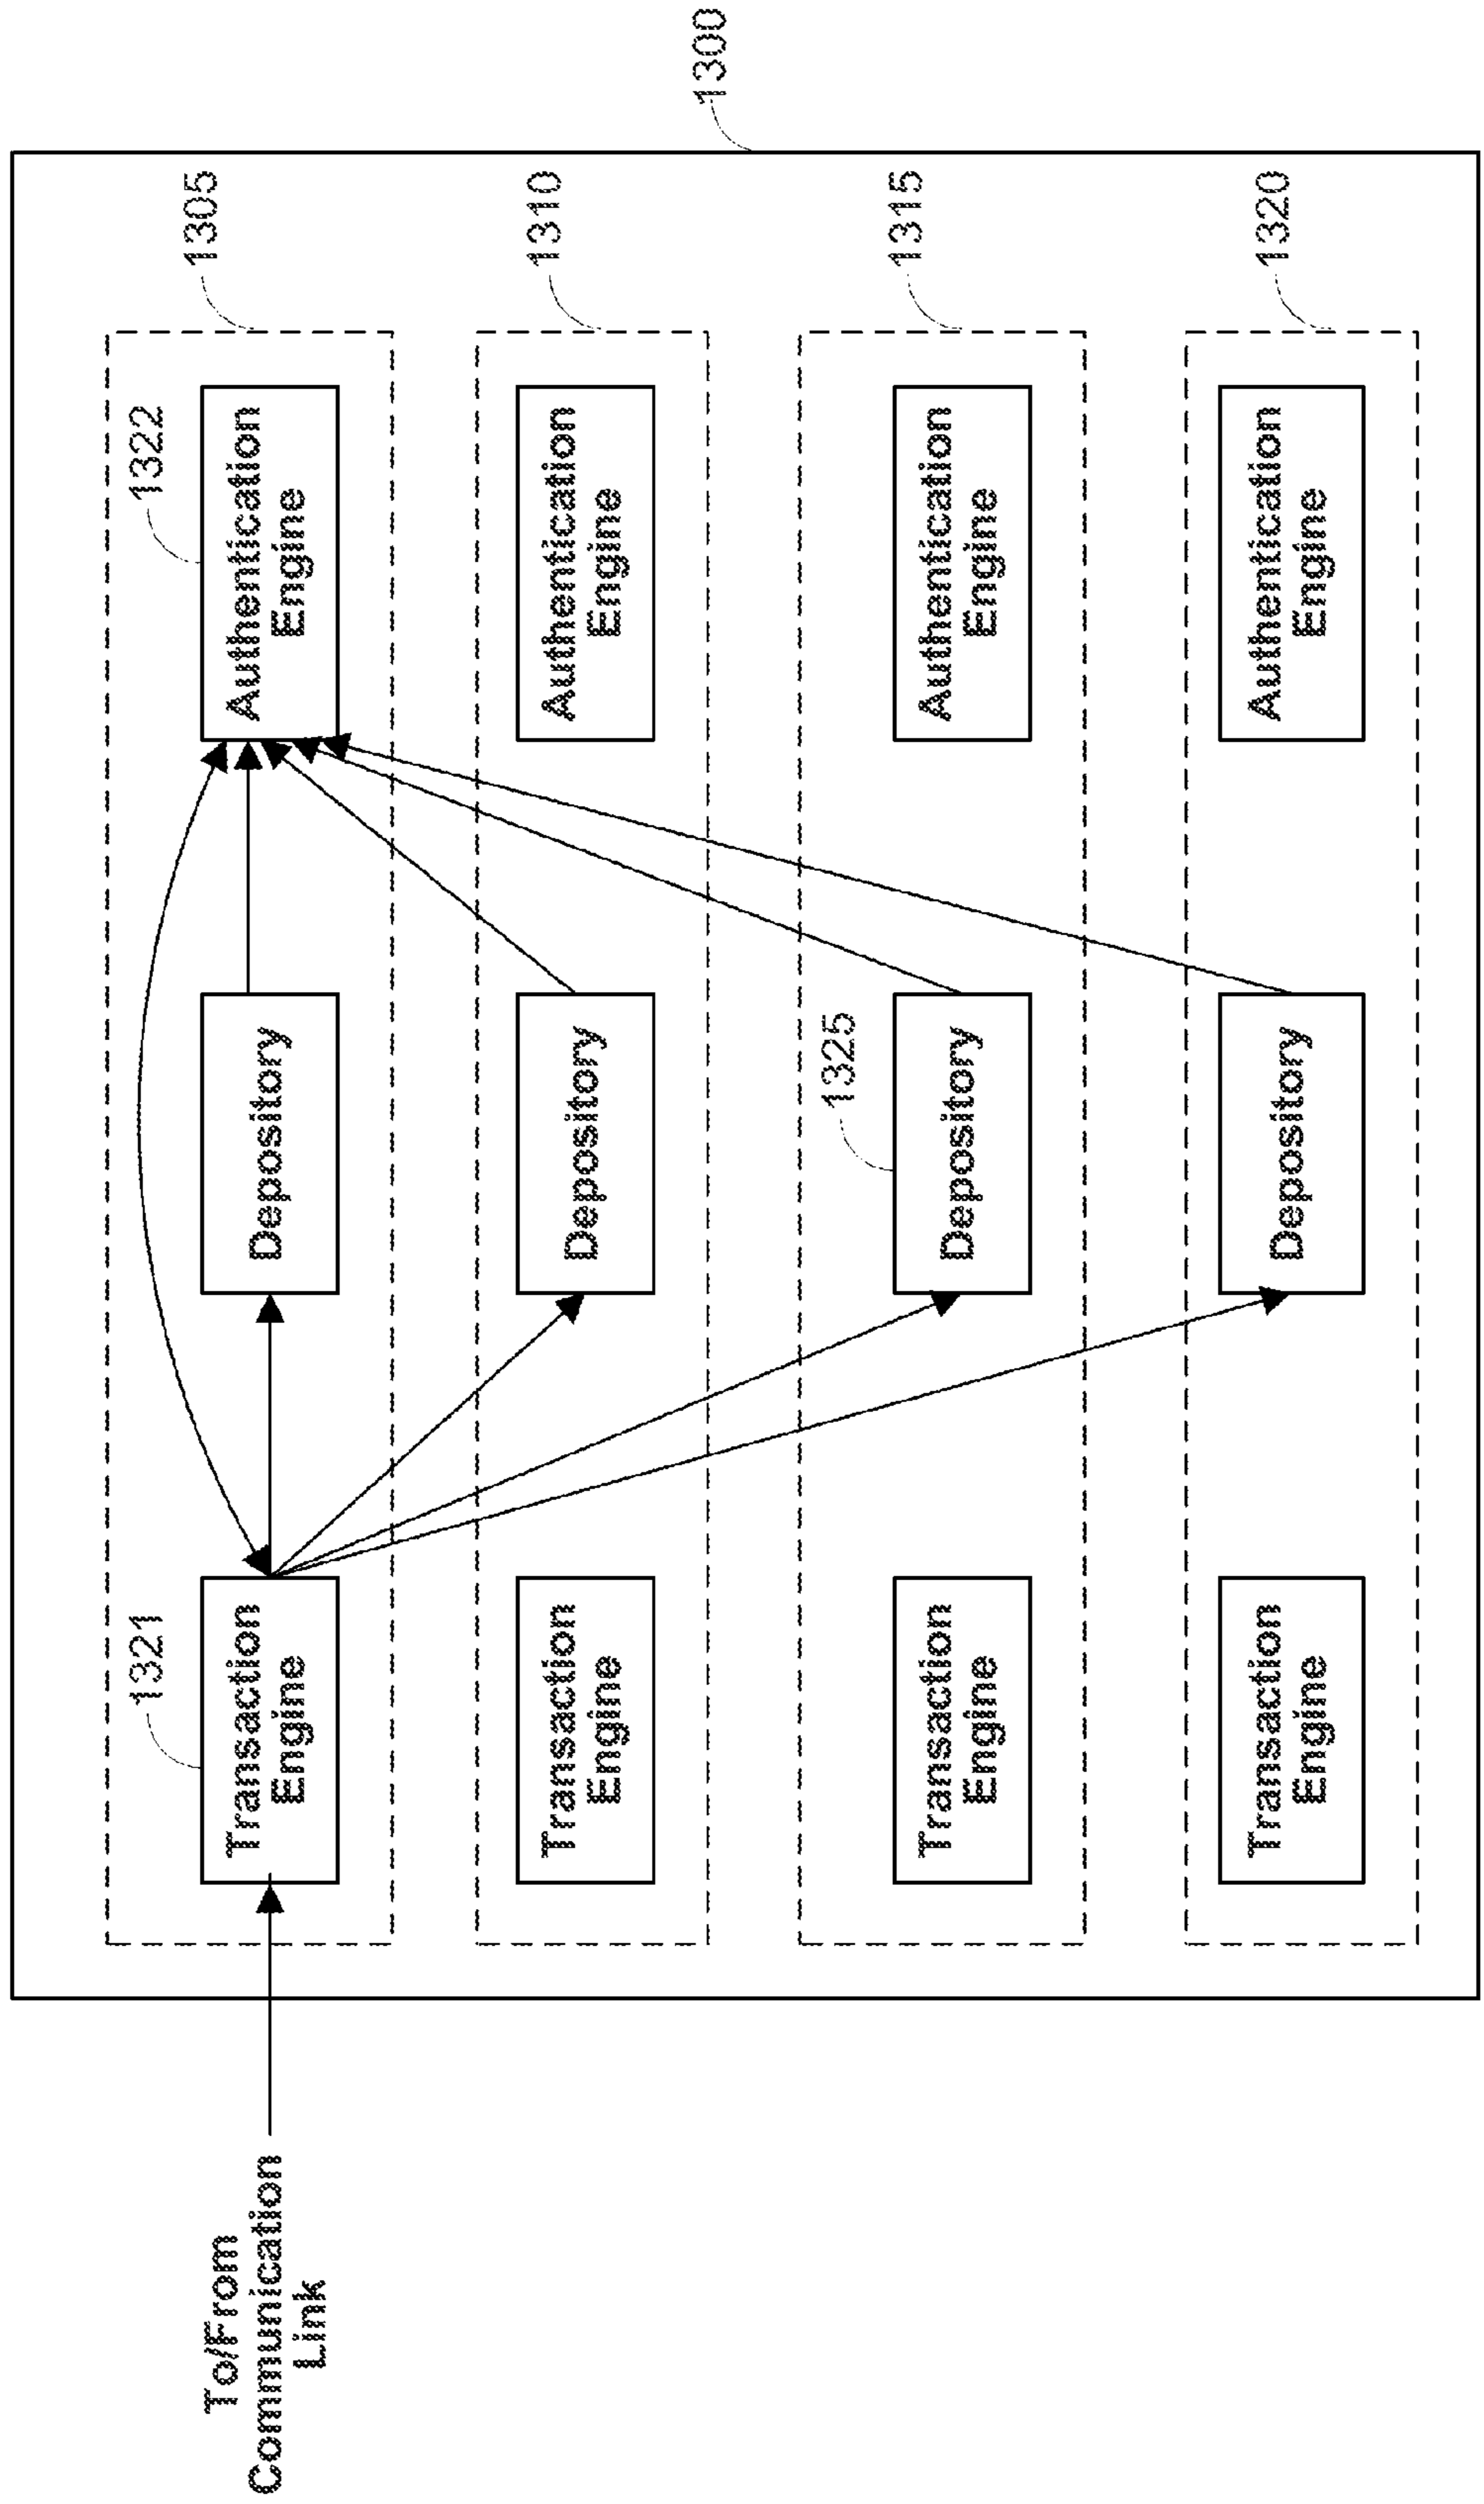 1300
1305
1322
Authentication
Engine
Depository
1321
Transaction
Engine
To/From
Communication
Link
1310
Authentication
Engine
Depository
Transaction
Engine
1315
Authentication
Engine
1325
Depository
Transaction
Engine
1320
Authentication
Engine
Depository
Transaction
Engine